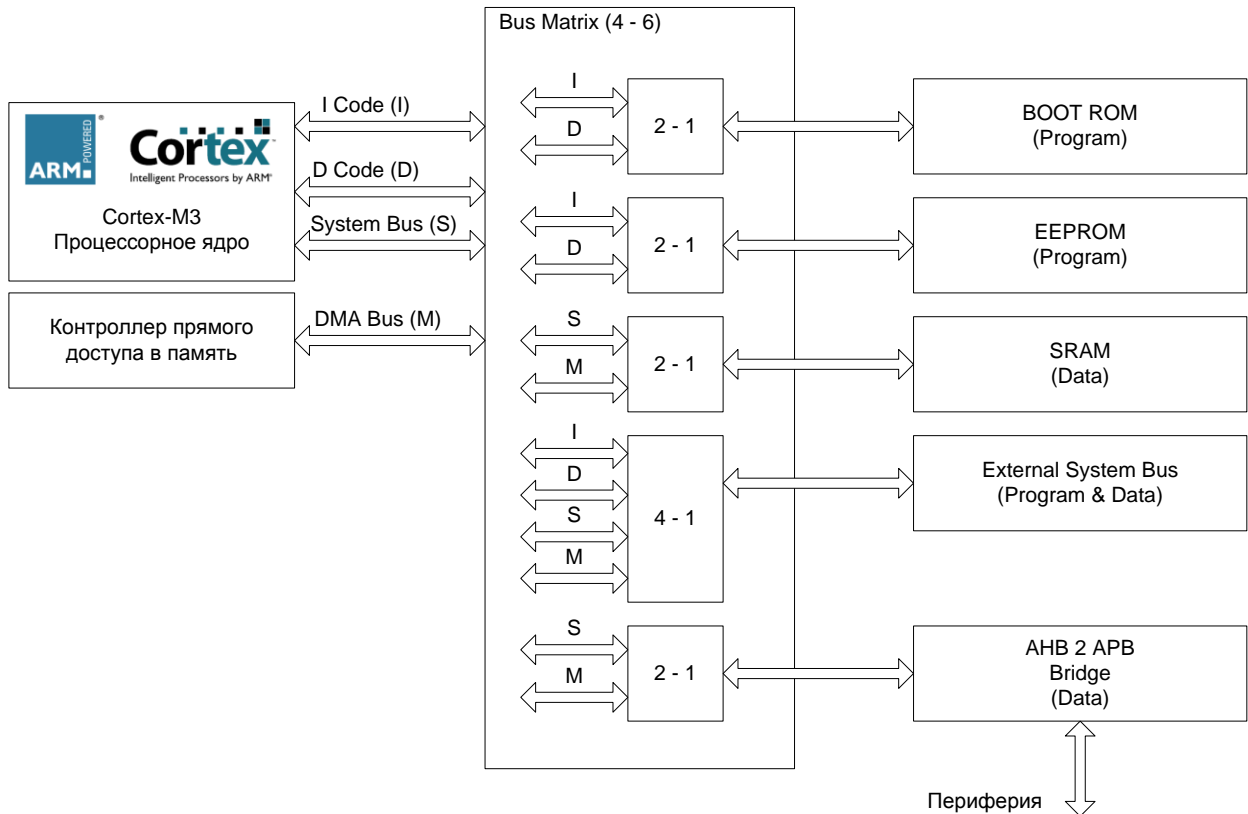 Bus Matrix (4 - 6)
ARM
POWERED
®
Cortex
™
Intelligent Processors by ARM®
Cortex-M3
Процессорное ядро
Контроллер прямого
доступа в память
I Code (I)
D Code (D)
System Bus (S)
DMA Bus (M)
I
D
2 - 1
BOOT ROM
(Program)
I
D
2 - 1
EEPROM
(Program)
S
M
2 - 1
SRAM
(Data)
I
D
S
M
4 - 1
External System Bus
(Program & Data)
S
M
2 - 1
AHB 2 APB
Bridge
(Data)
Периферия